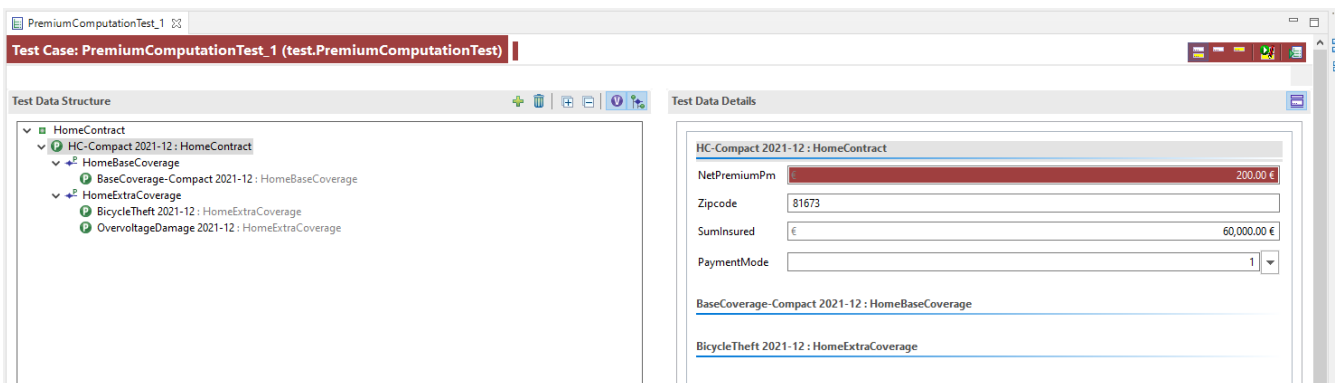 PremiumComputationTest_1
Test Case: PremiumComputationTest_1 (test.PremiumComputationTest)
Test Data Structure
HomeContract
HC-Compact 2021-12 : HomeContract
HomeBaseCoverage
BaseCoverage-Compact 2021-12 : HomeBaseCoverage
HomeExtraCoverage
BicycleTheft 2021-12 : HomeExtraCoverage
OvervoltageDamage 2021-12 : HomeExtraCoverage
Test Data Details
HC-Compact 2021-12 : HomeContract
NetPremiumPm € 200.00 €
Zipcode 81673
SumInsured € 60,000.00 €
PaymentMode 1
BaseCoverage-Compact 2021-12 : HomeBaseCoverage
BicycleTheft 2021-12 : HomeExtraCoverage